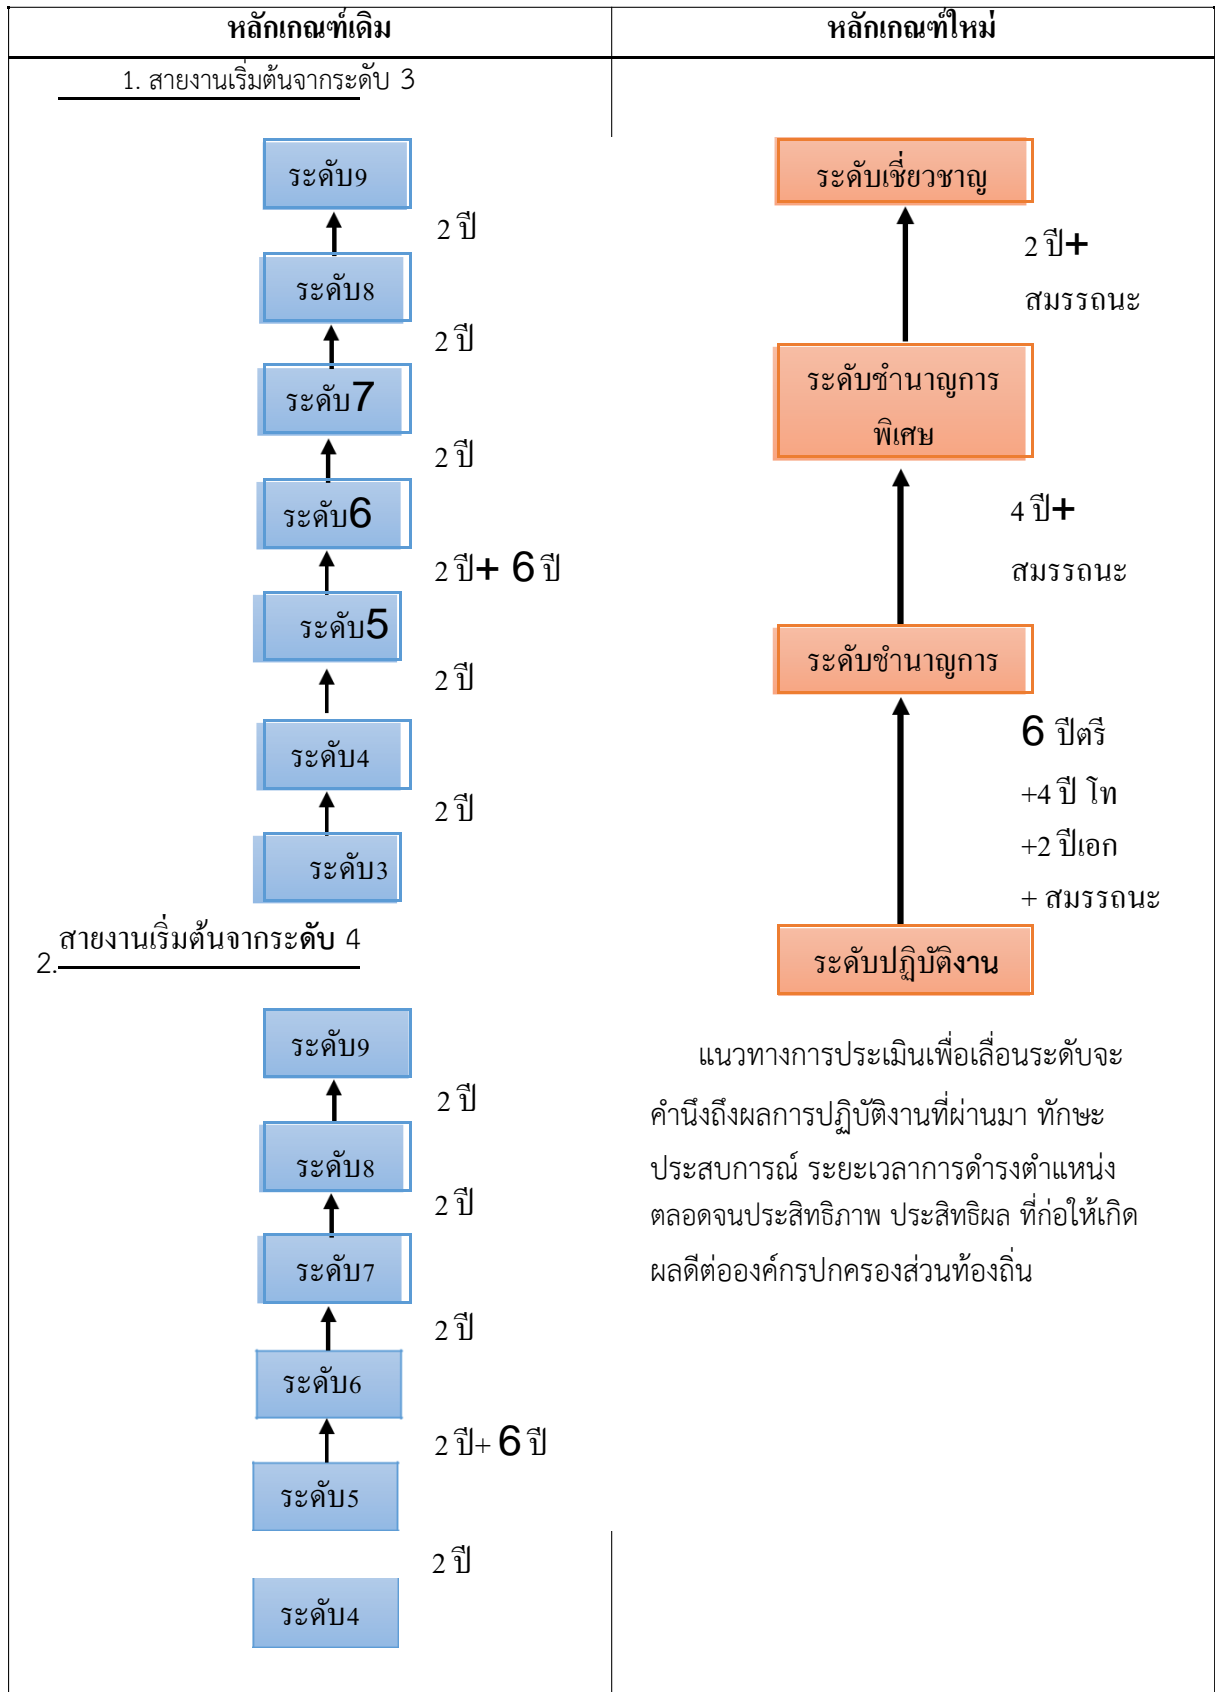 หลักเกณฑ์เดิม
หลักเกณฑ์ใหม่
1. สายงานเริ่มต้นจากระดับ 3
ระดับ9
2 ปี
ระดับ8
2 ปี
ระดับ7
2 ปี
ระดับ6
2 ปี+ 6 ปี
ระดับ5
2 ปี
ระดับ4
2 ปี
ระดับ3
2. สายงานเริ่มต้นจากระดับ 4
ระดับ9
2 ปี
ระดับ8
2 ปี
ระดับ7
2 ปี
ระดับ6
2 ปี+ 6 ปี
ระดับ5
2 ปี
ระดับ4
ระดับเชี่ยวชาญ
2 ปี+
สมรรถนะ
ระดับชำนาญการ
พิเศษ
4 ปี+
สมรรถนะ
ระดับชำนาญการ
6 ปีตรี
+4 ปี โท
+2 ปีเอก
+ สมรรถนะ
ระดับปฏิบัติงาน
แนวทางการประเมินเพื่อเลื่อนระดับจะ
คำนึงถึงผลการปฏิบัติงานที่ผ่านมา ทักษะ
ประสบการณ์ ระยะเวลาการดำรงตำแหน่ง
ตลอดจนประสิทธิภาพ ประสิทธิผล ที่ก่อให้เกิด
ผลดีต่อองค์กรปกครองส่วนท้องถิ่น